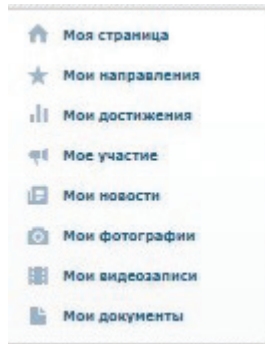 Моя страница
Мои направления
Мои достижения
Мое участие
Мои новости
Мои фотографии
Мои видеозаписи
Мои документы